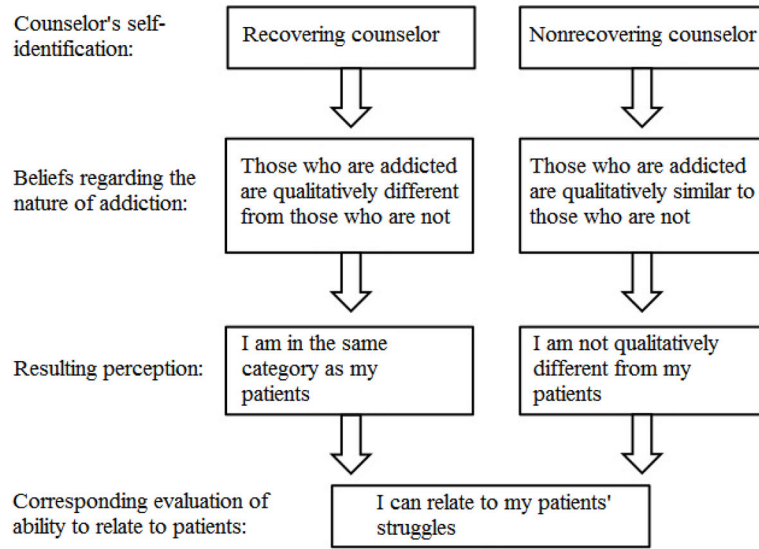 Counselor's self-
identification:
Recovering counselor
Nonrecovering counselor
Beliefs regarding the
nature of addiction:
Those who are addicted
are qualitatively different
from those who are not
Those who are addicted
are qualitatively similar to
those who are not
Resulting perception:
I am in the same
category as my
patients
I am not qualitatively
different from my
patients
Corresponding evaluation of
ability to relate to patients:
I can relate to my patients'
struggles